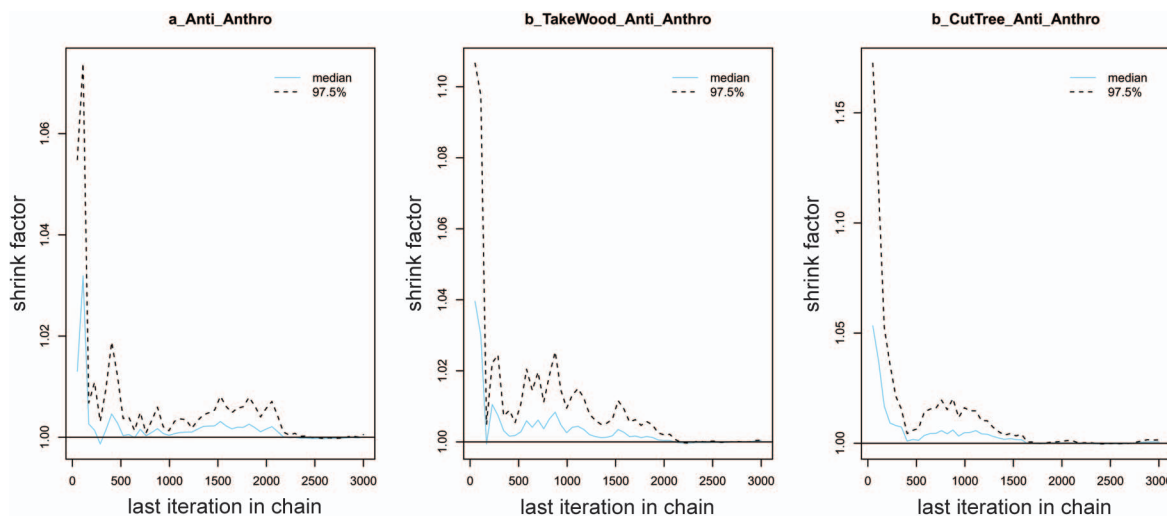 a_Anti_Anthro
median
97.5%
1.06
1.04
1.02
1.00
shrink factor
0 500 1000 1500 2000 2500 3000
last iteration in chain
b_TakeWood_Anti_Anthro
median
97.5%
1.10
1.08
1.06
1.04
1.02
1.00
shrink factor
0 500 1000 1500 2000 2500 3000
last iteration in chain
b_CutTree_Anti_Anthro
median
97.5%
1.15
1.10
1.05
1.00
shrink factor
0 500 1000 1500 2000 2500 3000
last iteration in chain